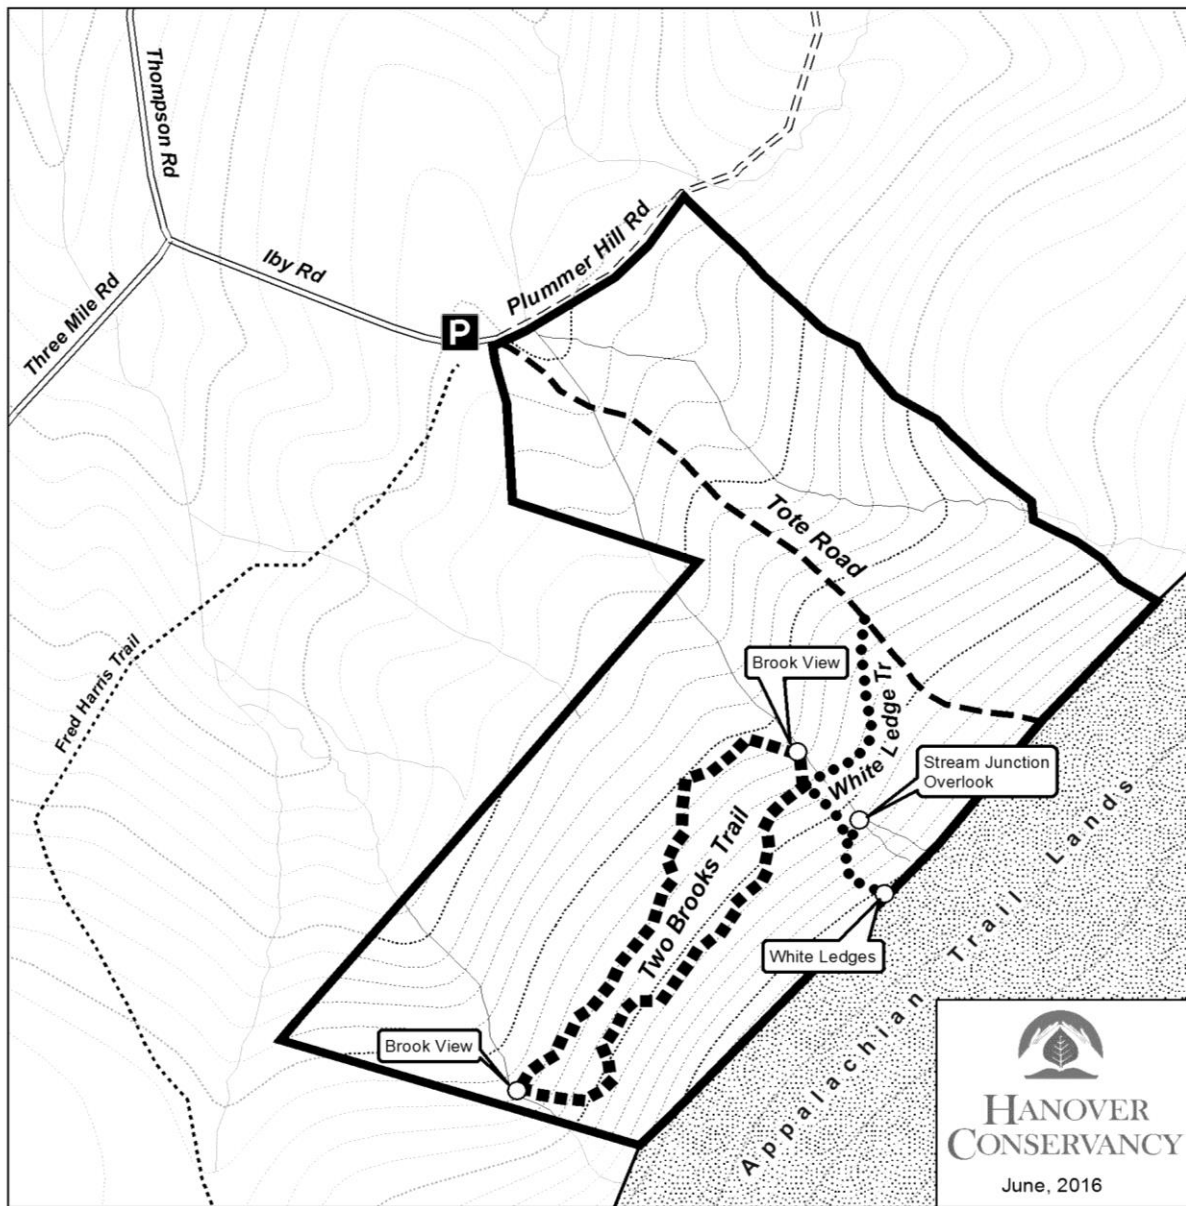 Thompson Rd
Iby Rd
Three Mile Rd
Plummer Hill Rd
P
Tote Road
Fred Harris Trail
Brook View
White Ledge Tr
Stream Junction
Overlook
Two Brooks Trail
White Ledges
Brook View
Appalachian Trail Lands
HANOVER
CONSERVANCY
June, 2016